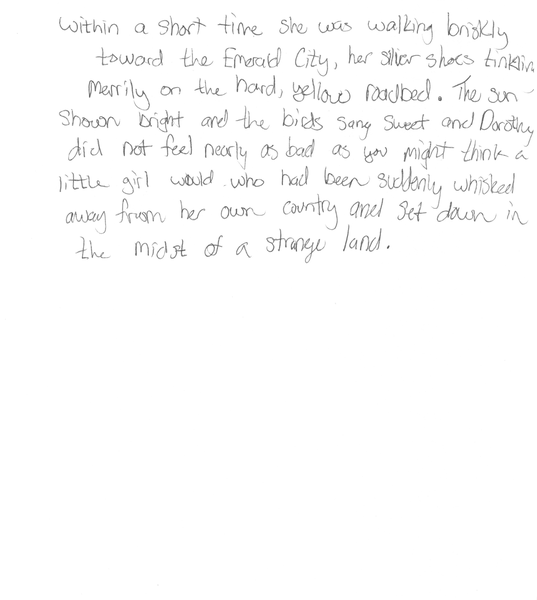 Within a short time she was walking briskly
toward the Emerald City, her silver shoes tinklin
Merrily on the hard, yellow roadbed. The sun
Shown bright and the birds sang sweet and Dorothy
did not feel nearly as bad as you might think a
little girl would who had been suddenly whisked
away from her own country and set down in
the midst of a strange land.